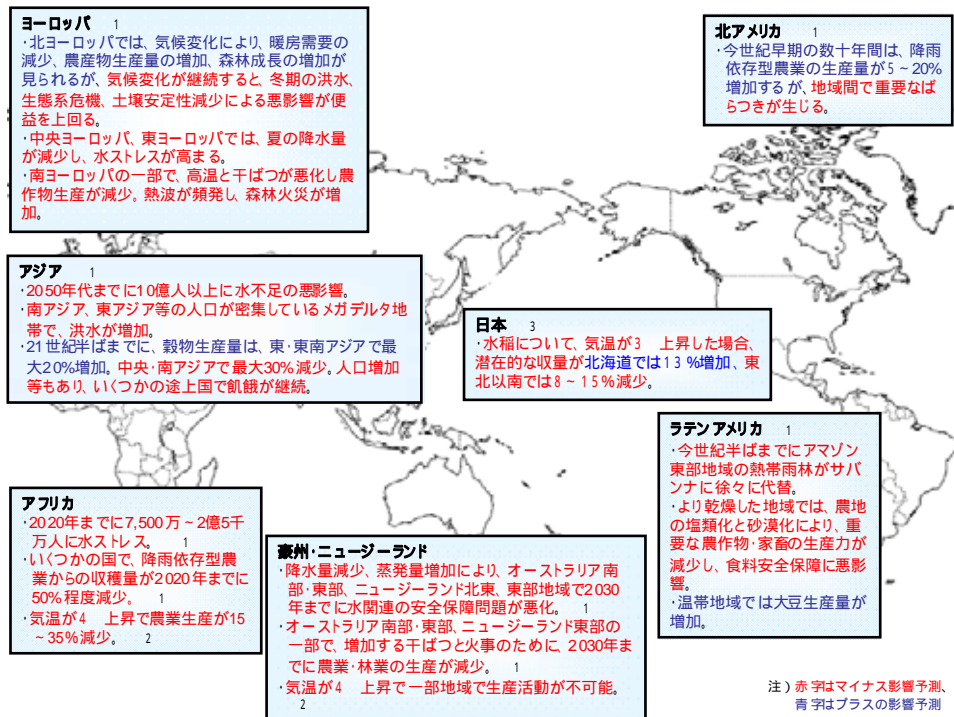 ヨーロッパ 1
・北ヨーロッパでは、気候変化により、暖房需要の
減少、農産物生産量の増加、森林成長の増加が
見られるが、気候変化が継続すると、冬期の洪水、
生態系危機、土壌安定性減少による悪影響が便
益を上回る。
・中央ヨーロッパ、東ヨーロッパでは、夏の降水量
が減少し、水ストレスが高まる。
・南ヨーロッパの一部で、高温と干ばつが悪化し農
作物生産が減少。熱波が頻発し、森林火災が増
加。
北アメリカ 1
・今世紀早期の数十年間は、降雨
依存型農業の生産量が5~20%
増加するが、地域間で重要なば
らつきが生じる。
アジア 1
・2050年代までに10億人以上に水不足の悪影響。
・南アジア、東アジア等の人口が密集しているメガデルタ地
帯で、洪水が増加。
・21世紀半ばまでに、穀物生産量は、東・東南アジアで最
大20%増加。中央・南アジアで最大30%減少。人口増加
等もあり、いくつかの途上国で飢餓が継続。
日本 3
・水稲について、気温が3 上昇した場合、
潜在的な収量が北海道では13%増加、東
北以南では8~15%減少。
ラテンアメリカ 1
・今世紀半ばまでにアマゾン
東部地域の熱帯雨林がサバ
ンナに徐々に代替。
・より乾燥した地域では、農地
の塩類化と砂漠化により、重
要な農作物・家畜の生産力が
減少し、食料安全保障に悪影
響。
・温帯地域では大豆生産量が
増加。
アフリカ
・2020年までに7,500万~2億5千
万人に水ストレス。 1
・いくつかの国で、降雨依存型農
業からの収穫量が2020年までに
50%程度減少。 1
・気温が4 上昇で農業生産が15
~35%減少。 2
豪州・ニュージーランド
・降水量減少、蒸発量増加により、オーストラリア南
部・東部、ニュージーランド北東、東部地域で2030
年までに水関連の安全保障問題が悪化。 1
・オーストラリア南部・東部、ニュージーランド東部の
一部で、増加する干ばつと火事のために、2030年ま
でに農業・林業の生産が減少。 1
・気温が4 上昇で一部地域で生産活動が不可能。
2
注)赤字はマイナス影響予測、
青字はプラスの影響予測